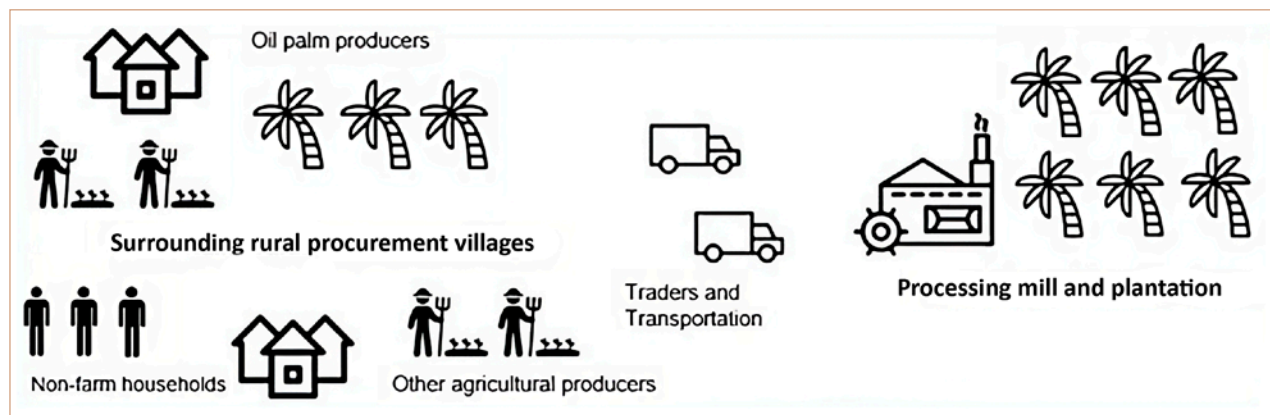 Oil palm producers
Surrounding rural procurement villages
Traders and
Transportation
Processing mill and plantation
Non-farm households
Other agricultural producers